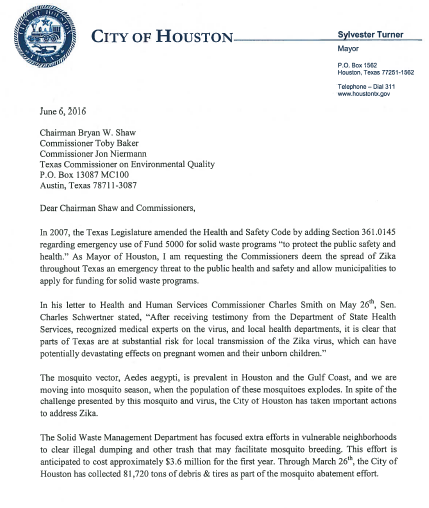 CITY OF HOUSTON
Sylvester Turner
Mayor
P.O. Box 1562
Houston, Texas 77251-1562
Telephone – Dial 311
www.houstontx.gov
June 6, 2016
Chairman Bryan W. Shaw
Commissioner Toby Baker
Commissioner Jon Niermann
Texas Commission on Environmental Quality
P.O. Box 13087 MC100
Austin, Texas 78711-3087
Dear Chairman Shaw and Commissioners,
In 2007, the Texas Legislature amended the Health and Safety Code by adding Section 361.0145
regarding emergency use of Fund 5000 for solid waste programs “to protect the public safety and
health.” As Mayor of Houston, I am requesting the Commissioners deem the spread of Zika
throughout Texas an emergency threat to the public health and safety and allow municipalities to
apply for funding for solid waste programs.
In his letter to Health and Human Services Commissioner Charles Smith on May 26th, Sen.
Charles Schwertner stated, “After receiving testimony from the Department of State Health
Services, recognized medical experts on the virus, and local health departments, it is clear that
parts of Texas are at substantial risk for local transmission of the Zika virus, which can have
potentially devastating effects on pregnant women and their unborn children.”
The mosquito vector, Aedes aegypti, is prevalent in Houston and the Gulf Coast, and we are
moving into mosquito season, when the population of these mosquitoes explodes. In spite of the
challenge presented by this mosquito and virus, the City of Houston has taken important actions
to address Zika.
The Solid Waste Management Department has focused extra efforts in vulnerable neighborhoods
to clear illegal dumping and other trash that may facilitate mosquito breeding. This effort is
anticipated to cost approximately $3.6 million for the first year. Through March 26th, the City of
Houston has collected 81,720 tons of debris & tires as part of the mosquito abatement effort.